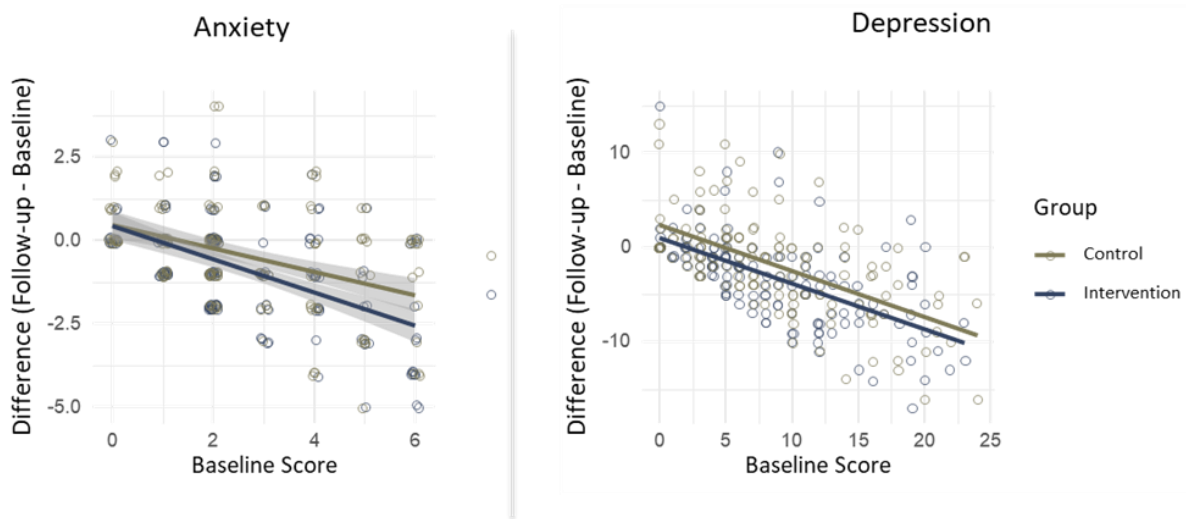 Anxiety
Difference (Follow-up - Baseline)
2.5
0.0
-2.5
-5.0
0 2 4 6
Baseline Score
Depression
Difference (Follow-up - Baseline)
10
0
-10
0 5 10 15 20 25
Baseline Score
Group
Control
Intervention